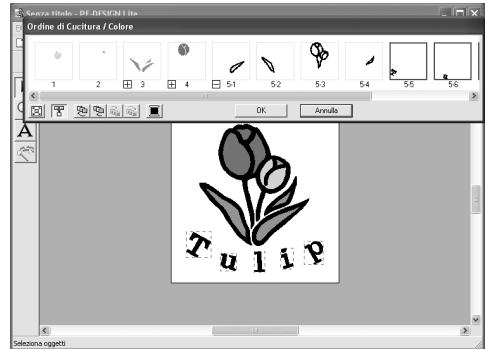 Senza titolo - PE-DESIGN Lite
Ordine di Cucitura / Colore
1 2 3 4 5-1 5-2 5-3 5-4 5-5 5-6
OK Annulla
A
Tulip
Seleziona oggetti